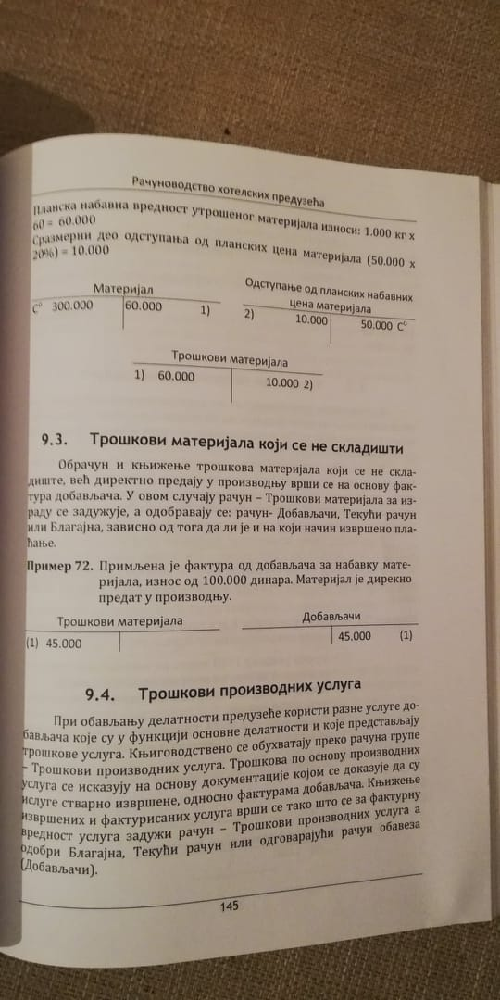 Рачуноводство хотелских предузећа
Планска набавна вредност утрошеног материјала износи: 1.000 кг х
60 = 60.000
Сразмерни део одступања од планских цена материјала (50.000 х
20%) = 10.000
Материјал
С⁰ 300.000 60.000 1)
Одступање од планских набавних
цена материјала
2) 10.000 50.000 С⁰
Трошкови материјала
1) 60.000 10.000 2)
9.3. Трошкови материјала који се не складишти
Обрачун и књижење трошкова материјала који се не скла-
диште, већ директно предају у производњу врши се на основу фак-
тура добављача. У овом случају рачун – Трошкови материјала за из-
раду се задужује, а одобравају се: рачун- Добављачи, Текући рачун
или Благајна, зависно од тога да ли је и на који начин извршено пла-
ћање.
Пример 72. Примљена је фактура од добављача за набавку мате-
ријала, износ од 100.000 динара. Материјал је дирекно
предат у производњу.
Трошкови материјала
(1) 45.000
Добављачи
45.000 (1)
9.4. Трошкови производних услуга
При обављању делатности предузеће користи разне услуге до-
бављача које су у функцији основне делатности и које представљају
трошкове услуга. Књиговодствено се обухватају преко рачуна групе
– Трошкови производних услуга. Трошкова по основу производних
услуга се исказују на основу документације којом се доказује да су
ислуге стварно извршене, односно фактурама добављача. Књижење
извршених и фактурисаних услуга врши се тако што се за фактурну
вредност услуга задужи рачун – Трошкови производних услуга а
одобри Благајна, Текући рачун или одговарајући рачун обавеза
(Добављачи).
145